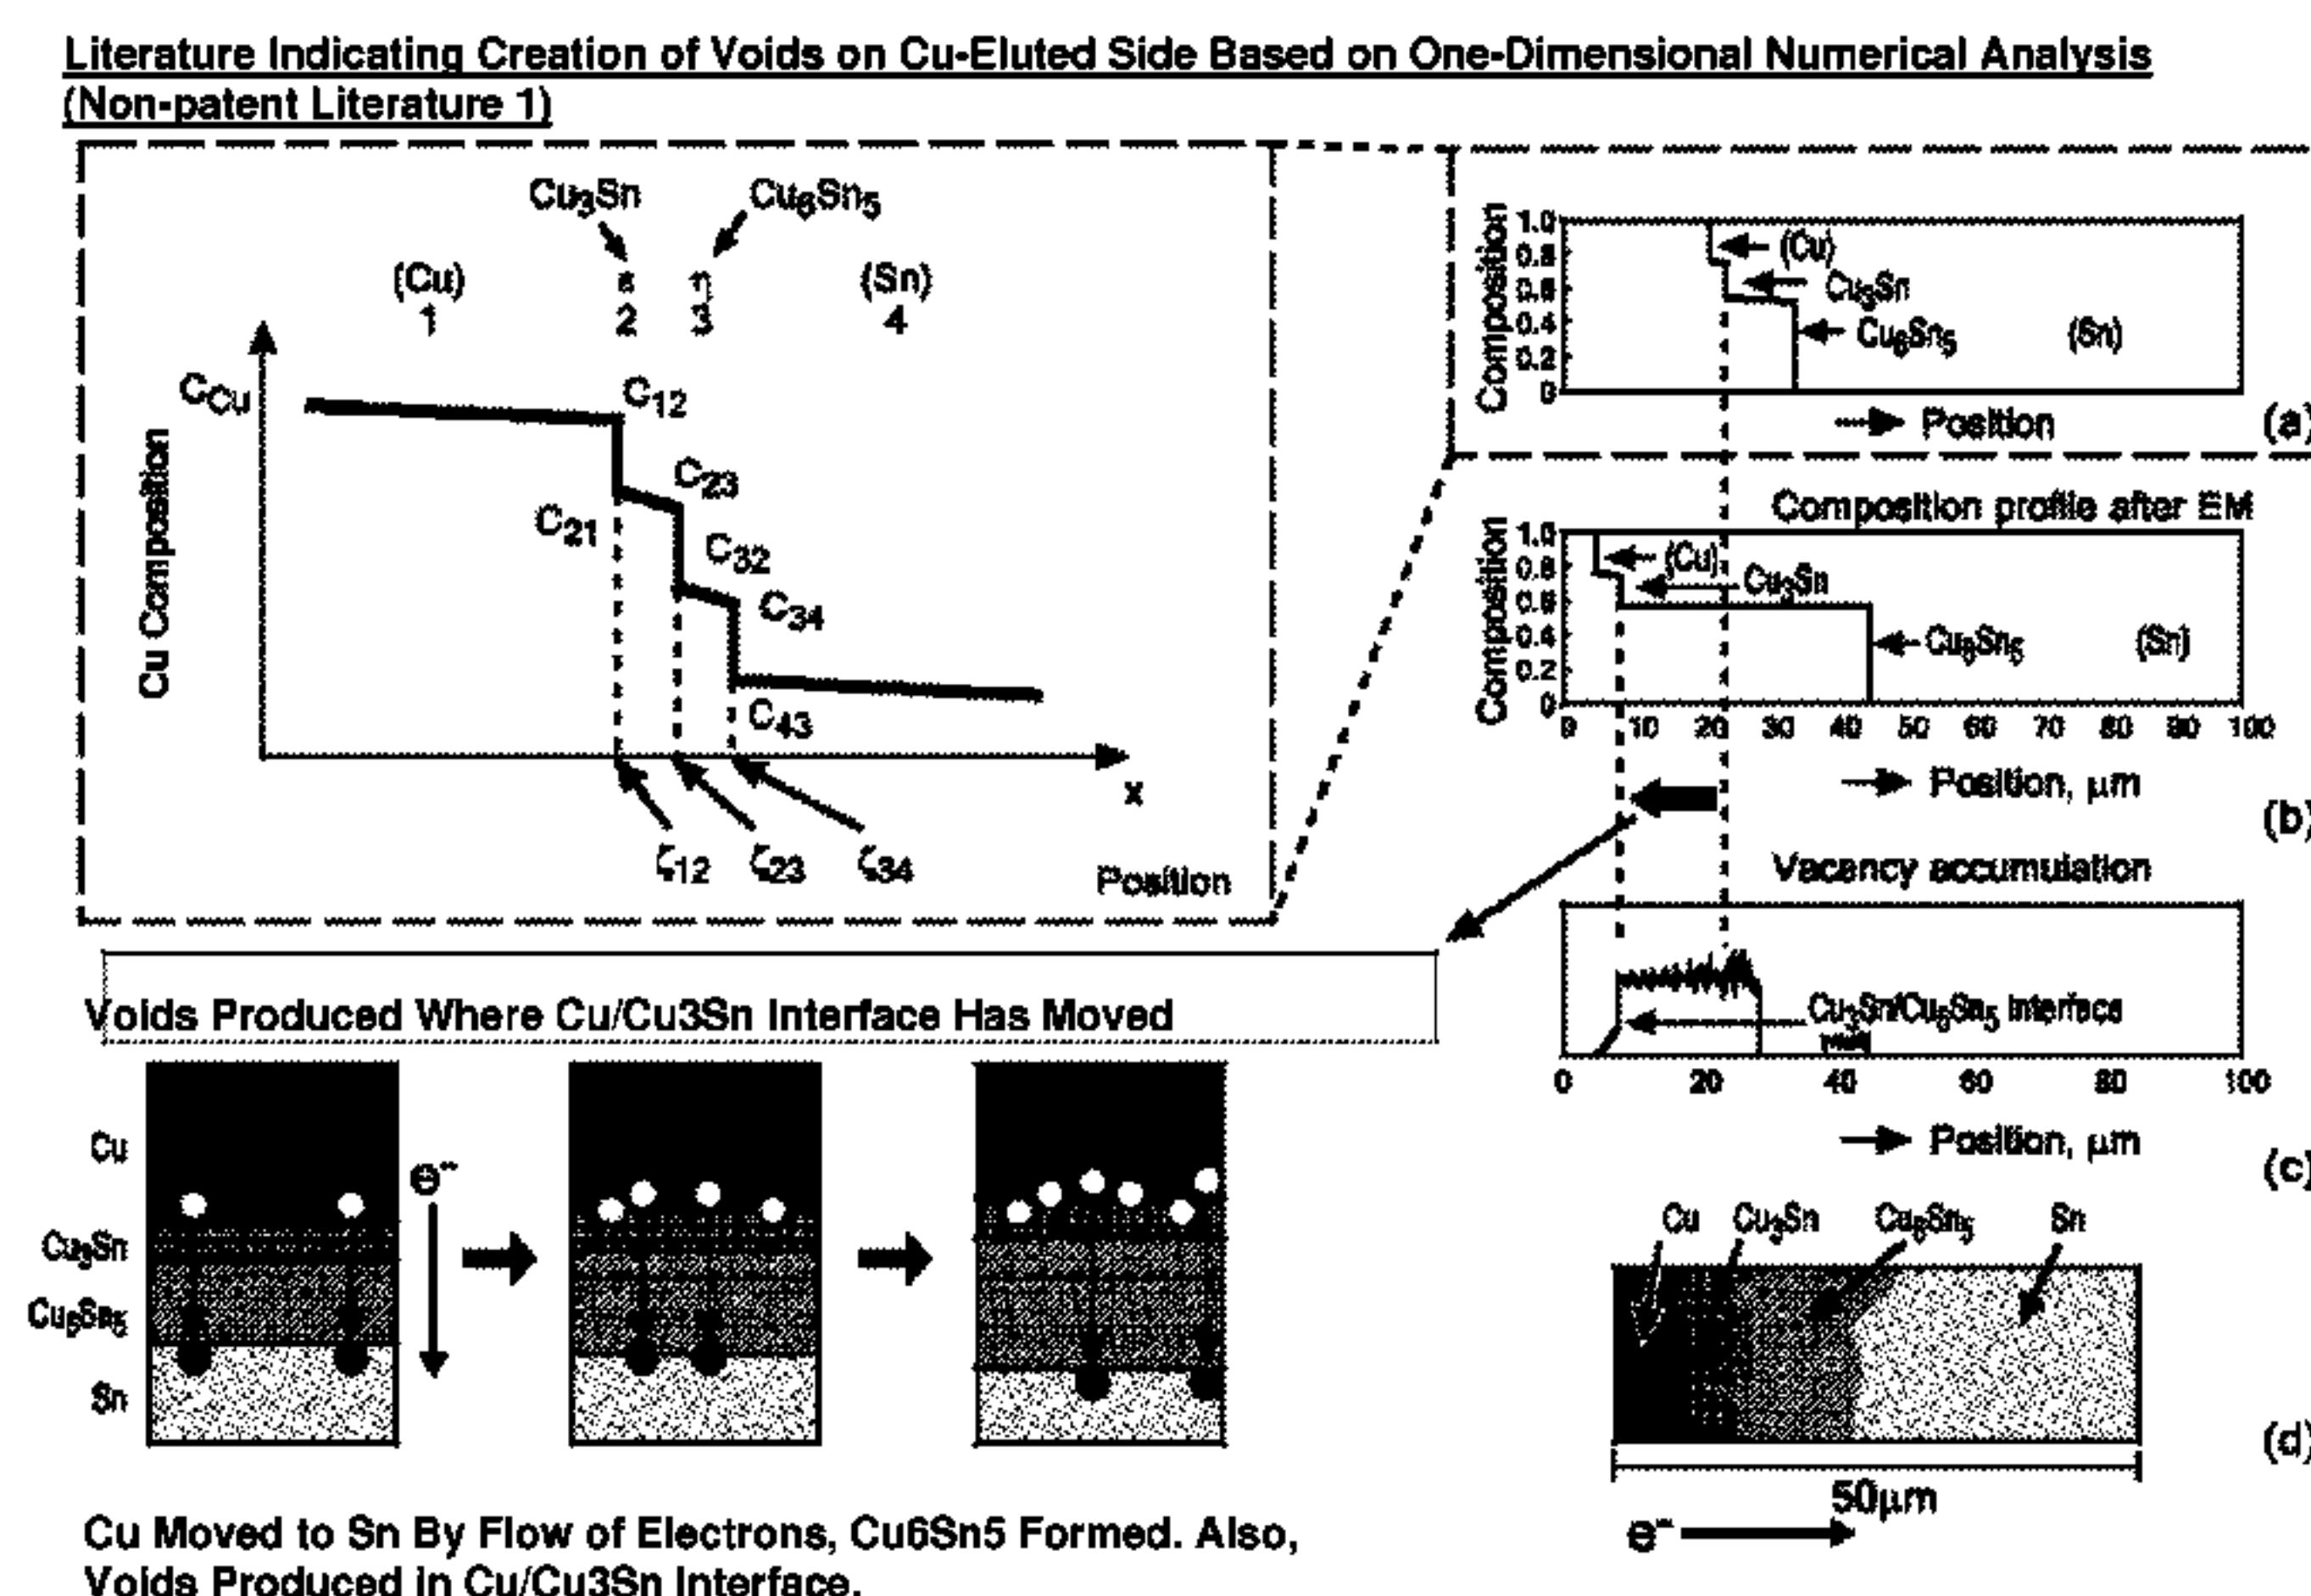 Literature Indicating Creation of Voids on Cu-Eluted Side Based on One-Dimensional Numerical Analysis
(Non-patent Literature 1)
Cu3Sn
Cu6Sn5
(Cu)
1
2
η
3
(Sn)
4
Cu Composition
CCu
C12
C21
C23
C32
C34
C43
x
ζ12
ζ23
ζ34
Position
Composition
1.0
0.8
0.6
0.4
0.2
0
(Cu)
Cu3Sn
Cu6Sn5
(Sn)
Position
(a)
Composition profile after EM
Composition
1.0
0.8
0.6
0.4
0.2
0
(Cu)
Cu3Sn
Cu6Sn5
(Sn)
0 10 20 30 40 50 60 70 80 90 100
Position, μm
(b)
Vacancy accumulation
Cu3Sn/Cu6Sn5 interface
0 20 40 60 80 100
Position, μm
(c)
Voids Produced Where Cu/Cu3Sn Interface Has Moved
Cu
Cu3Sn
Cu6Sn5
Sn
e-
Cu Cu3Sn Cu6Sn5 Sn
(d)
50μm
e-
Cu Moved to Sn By Flow of Electrons, Cu6Sn5 Formed. Also,
Voids Produced in Cu/Cu3Sn Interface.